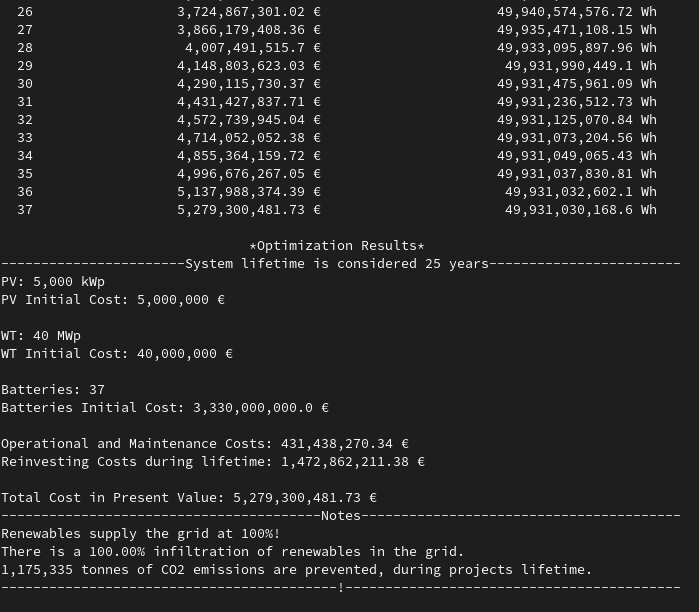 26 3,724,867,301.02 € 49,940,574,576.72 Wh
27 3,866,179,408.36 € 49,935,471,108.15 Wh
28 4,007,491,515.7 € 49,933,095,897.96 Wh
29 4,148,803,623.03 € 49,931,990,449.1 Wh
30 4,290,115,730.37 € 49,931,475,961.09 Wh
31 4,431,427,837.71 € 49,931,236,512.73 Wh
32 4,572,739,945.04 € 49,931,125,070.84 Wh
33 4,714,052,052.38 € 49,931,073,204.56 Wh
34 4,855,364,159.72 € 49,931,049,065.43 Wh
35 4,996,676,267.05 € 49,931,037,830.81 Wh
36 5,137,988,374.39 € 49,931,032,602.1 Wh
37 5,279,300,481.73 € 49,931,030,168.6 Wh
*Optimization Results*
-----------------------System lifetime is considered 25 years------------------------
PV: 5,000 kWp
PV Initial Cost: 5,000,000 €
WT: 40 MWp
WT Initial Cost: 40,000,000 €
Batteries: 37
Batteries Initial Cost: 3,330,000,000.0 €
Operational and Maintenance Costs: 431,438,270.34 €
Reinvesting Costs during lifetime: 1,472,862,211.38 €
Total Cost in Present Value: 5,279,300,481.73 €
----------------------------------------Notes----------------------------------------
Renewables supply the grid at 100%!
There is a 100.00% infiltration of renewables in the grid.
1,175,335 tonnes of CO2 emissions are prevented, during projects lifetime.
------------------------------------------!------------------------------------------